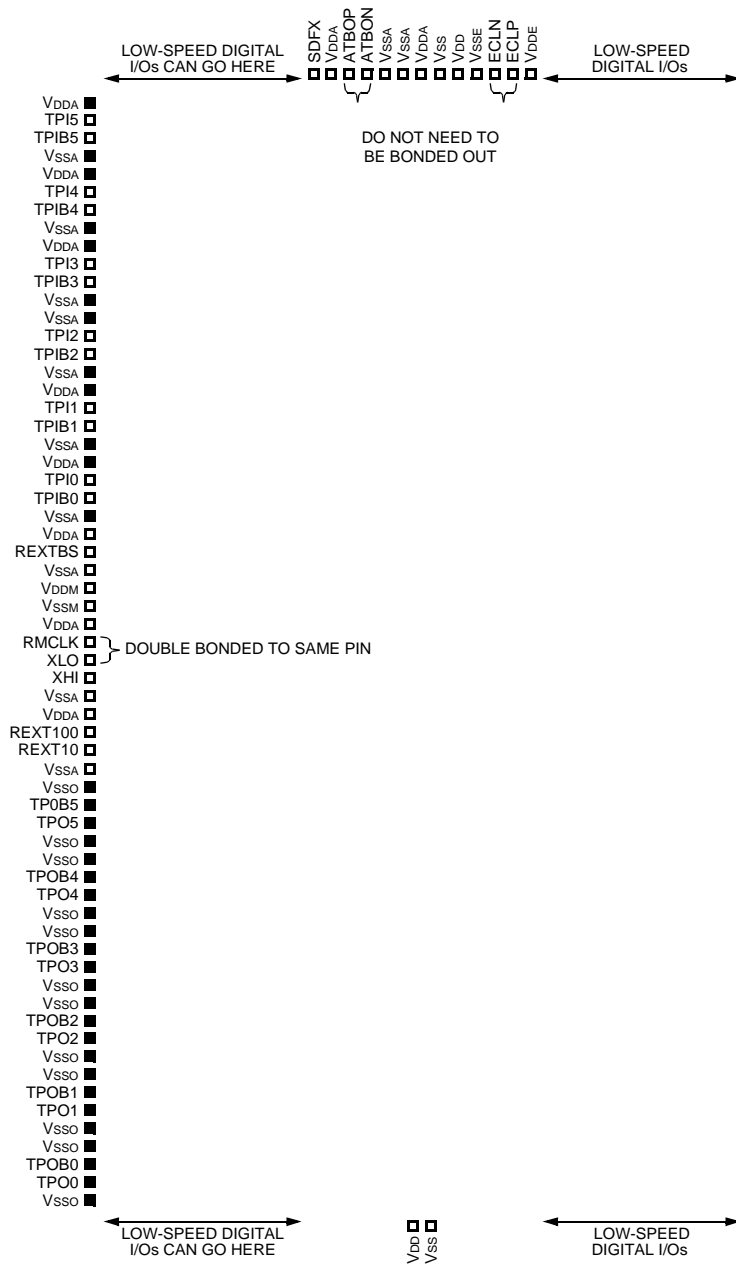 LOW-SPEED DIGITAL
I/Os CAN GO HERE
SDFX
VDDA
ATBOP
ATBON
VSSA
VSSA
VDDA
VSS
VDD
VSSE
ECLN
ECLP
VDDE
LOW-SPEED
DIGITAL I/Os
DO NOT NEED TO
BE BONDED OUT
VDDA
TPI5
TPIB5
VSSA
VDDA
TPI4
TPIB4
VSSA
VDDA
TPI3
TPIB3
VSSA
VSSA
TPI2
TPIB2
VSSA
VDDA
TPI1
TPIB1
VSSA
VDDA
TPI0
TPIB0
VSSA
VDDA
REXTBS
VSSA
VDDM
VSSM
VDDA
RMCLK
XLO
DOUBLE BONDED TO SAME PIN
XHI
VSSA
VDDA
REXT100
REXT10
VSSA
VSSO
TP0B5
TPO5
VSSO
VSSO
TPOB4
TPO4
VSSO
VSSO
TPOB3
TPO3
VSSO
VSSO
TPOB2
TPO2
VSSO
VSSO
TPOB1
TPO1
VSSO
VSSO
TPOB0
TPO0
VSSO
LOW-SPEED DIGITAL
I/Os CAN GO HERE
VDD
VSS
LOW-SPEED
DIGITAL I/Os